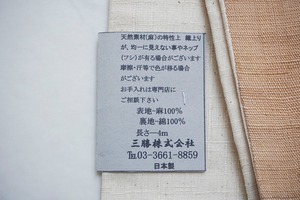 天然素材(麻)の特性上 織上り
が、均一に見えない事やネップ
(フシ)が有る場合がございます
摩擦・汗等で色が移る場合
がございます
お手入れは専門店に
ご相談下さい
表地-麻100%
裏地-綿100%
長さ--4m
三勝株式会社
℡03-3661-8859
日本製